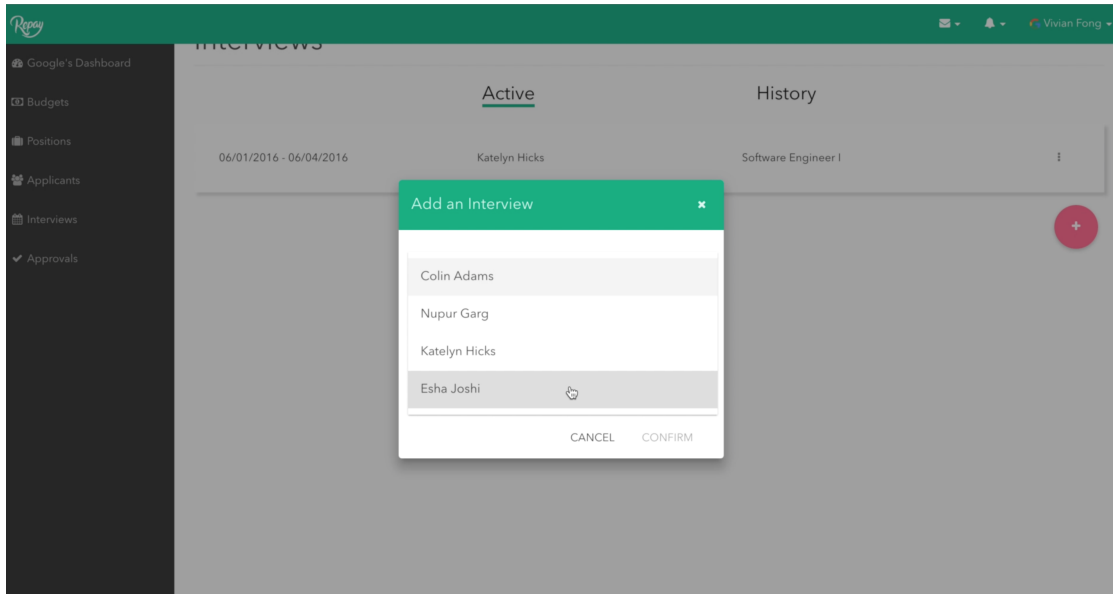 Repay
Vivian Fong
Interviews
Google's Dashboard
Budgets
Positions
Applicants
Interviews
Approvals
Active History
06/01/2016 - 06/04/2016 Katelyn Hicks Software Engineer I
Add an Interview
Colin Adams
Nupur Garg
Katelyn Hicks
Esha Joshi
CANCEL CONFIRM